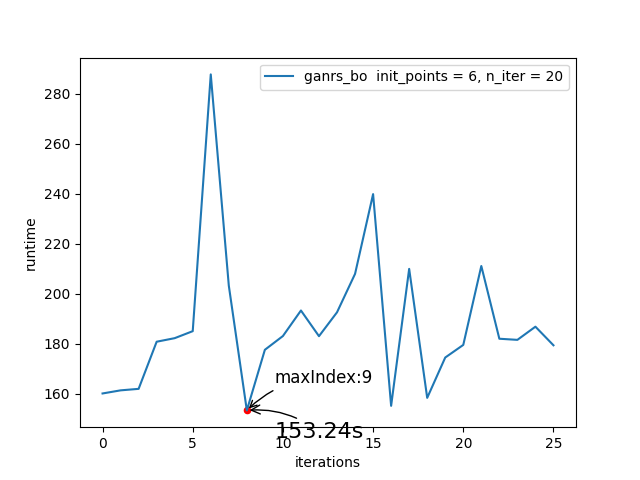 ganrs_bo  init_points = 6, n_iter = 20
280
260
240
220
200
180
160
runtime
maxIndex:9
153.24s
0 5 10 15 20 25
iterations